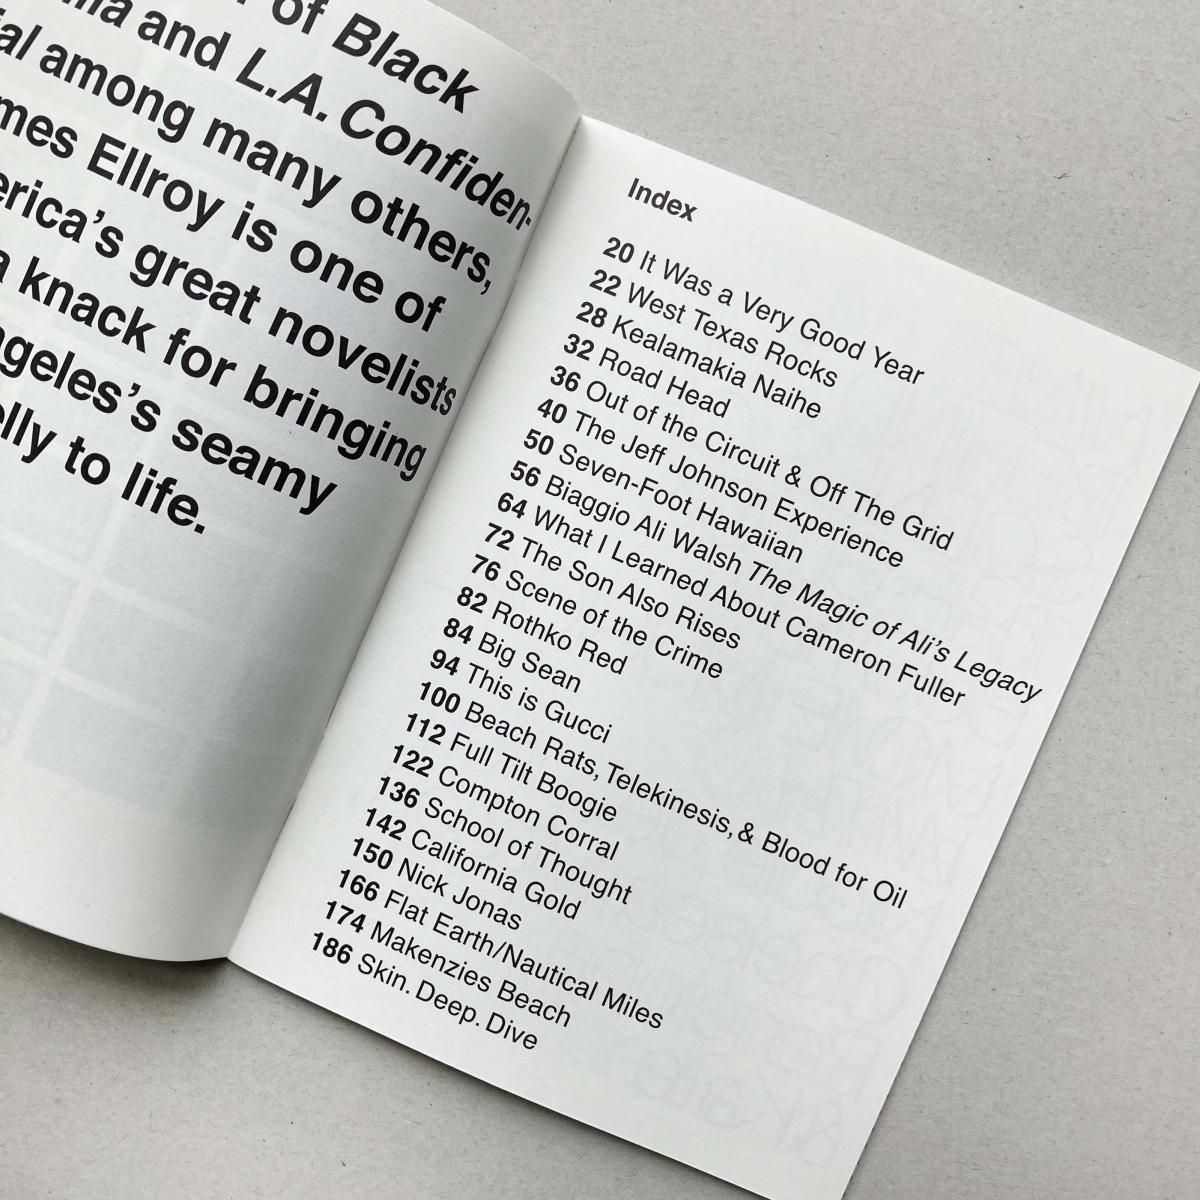 of Black
and L.A. Confiden-
among many others,
Ellroy is one of
great novelists
a knack for bringing
seamy
to life.
Index
20 It Was a Very Good Year
22 West Texas Rocks
28 Kealamakia Naihe
32 Road Head
36 Out of the Circuit & Off The Grid
40 The Jeff Johnson Experience
50 Seven-Foot Hawaiian
56 Biaggio Ali Walsh The Magic of Ali's Legacy
64 What I Learned About Cameron Fuller
72 The Son Also Rises
76 Scene of the Crime
82 Rothko Red
84 Big Sean
94 This is Gucci
100 Beach Rats, Telekinesis, & Blood for Oil
112 Full Tilt Boogie
122 Compton Corral
136 School of Thought
142 California Gold
150 Nick Jonas
166 Flat Earth/Nautical Miles
174 Makenzies Beach
186 Skin. Deep. Dive